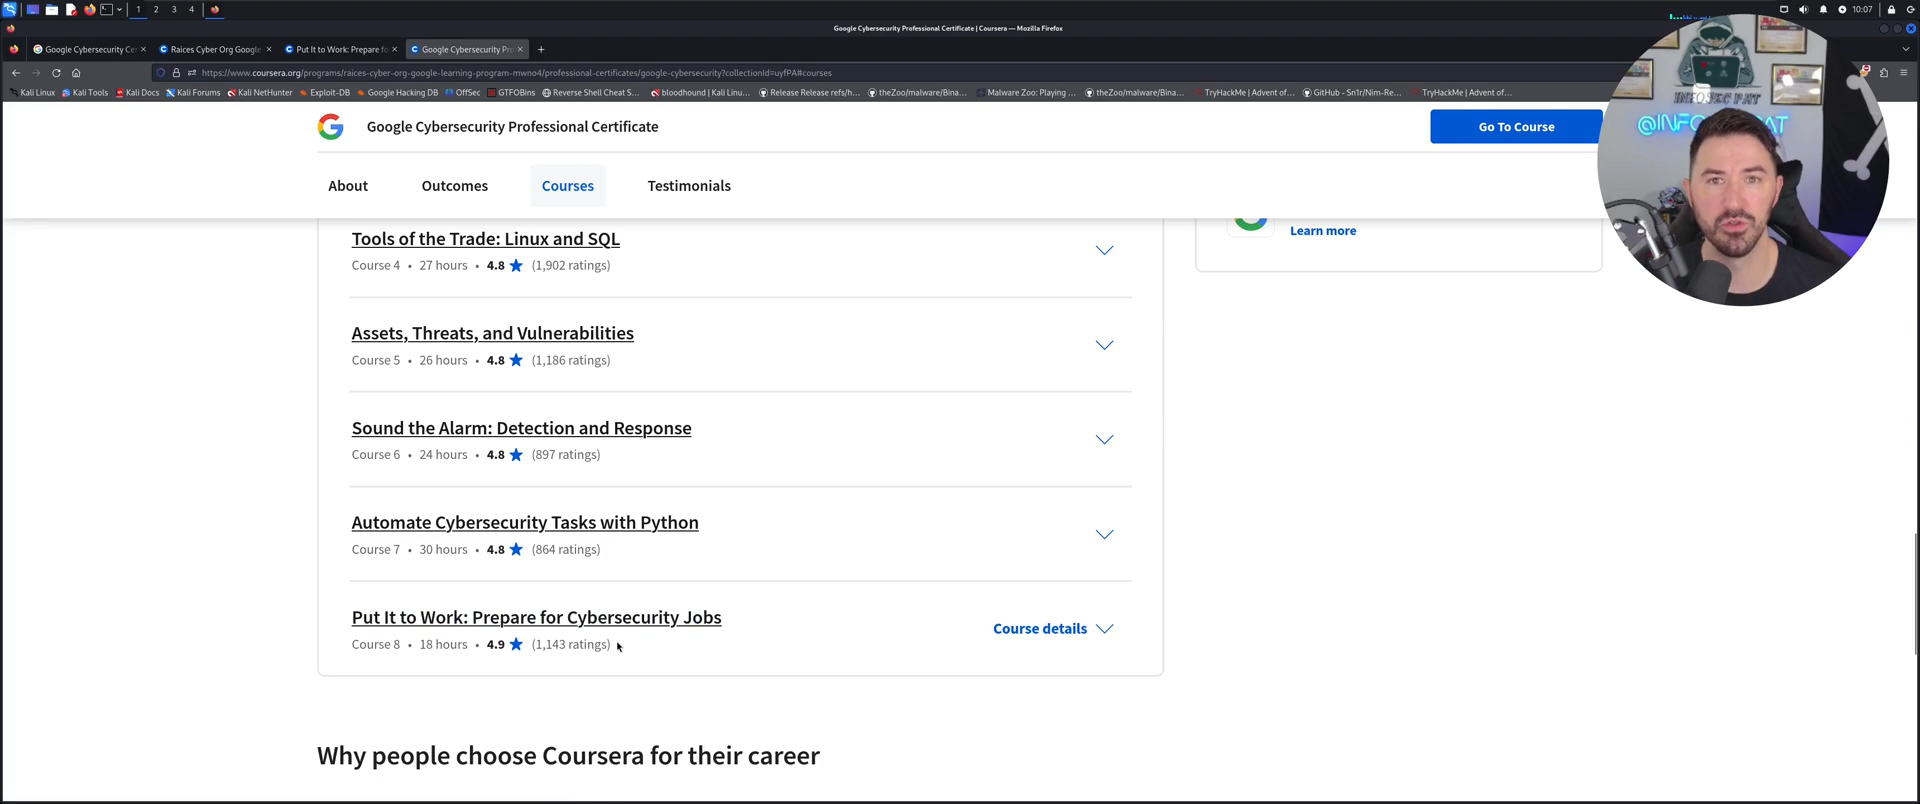 1 2 3 4
10:07
Google Cybersecurity Professional Certificate | Coursera — Mozilla Firefox
Google Cybersecurity Cer × Raices Cyber Org Google × Put It to Work: Prepare fo × Google Cybersecurity Pro × +
https://www.coursera.org/programs/raices-cyber-org-google-learning-program-mwno4/professional-certificates/google-cybersecurity?collectionId=uyfPA#courses
Kali Linux Kali Tools Kali Docs Kali Forums Kali NetHunter Exploit-DB Google Hacking DB OffSec GTFOBins Reverse Shell Cheat S... bloodhound | Kali Linu... Release Release refs/h... theZoo/malware/Bina... Malware Zoo: Playing ... theZoo/malware/Bina... TryHackMe | Advent of... GitHub - Sn1r/Nim-Re... TryHackMe | Advent of...
Google Cybersecurity Professional Certificate
Go To Course
INFOSEC PAT
About Outcomes Courses Testimonials
Learn more
Tools of the Trade: Linux and SQL
Course 4 • 27 hours • 4.8 ★ (1,902 ratings)
Assets, Threats, and Vulnerabilities
Course 5 • 26 hours • 4.8 ★ (1,186 ratings)
Sound the Alarm: Detection and Response
Course 6 • 24 hours • 4.8 ★ (897 ratings)
Automate Cybersecurity Tasks with Python
Course 7 • 30 hours • 4.8 ★ (864 ratings)
Put It to Work: Prepare for Cybersecurity Jobs
Course 8 • 18 hours • 4.9 ★ (1,143 ratings)
Course details
Why people choose Coursera for their career